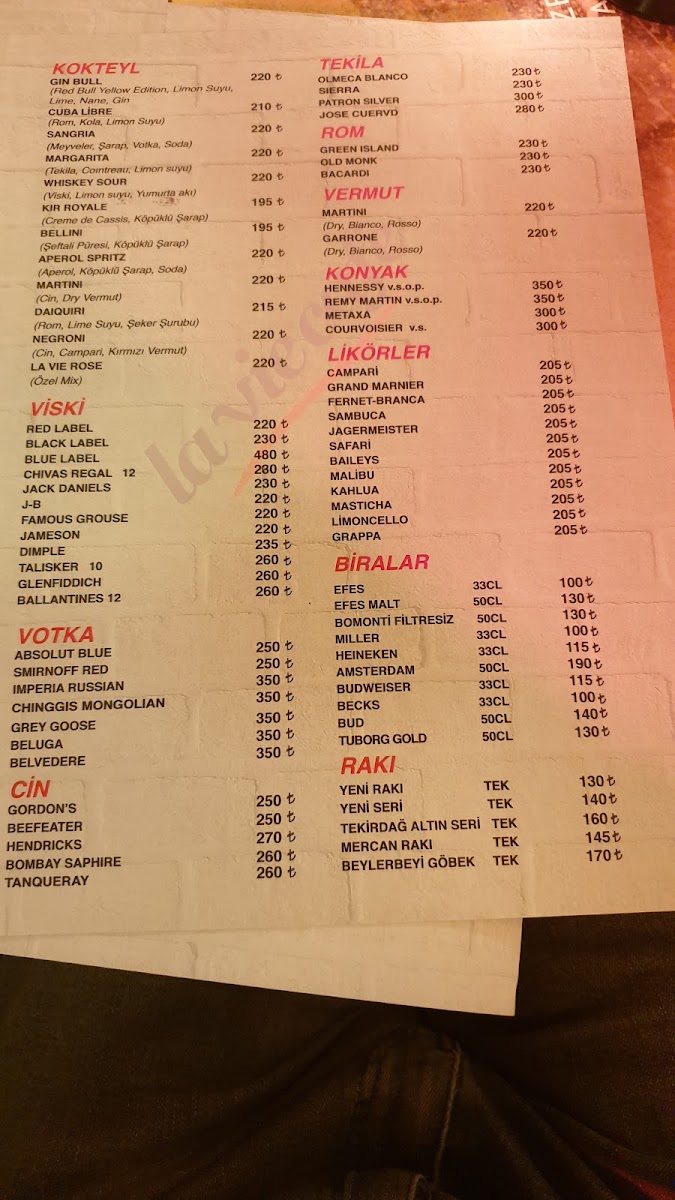 KOKTEYL
GIN BULL 220 ₺
(Red Bull Yellow Edition, Limon Suyu,
Lime, Nane, Gin
CUBA LİBRE 210 ₺
(Rom, Kola, Limon Suyu)
SANGRIA 220 ₺
(Meyveler, Şarap, Votka, Soda)
MARGARITA 220 ₺
(Tekila, Cointreau, Limon suyu)
WHISKEY SOUR 220 ₺
(Viski, Limon suyu, Yumurta akı)
KIR ROYALE 195 ₺
(Creme de Cassis, Köpüklü Şarap)
BELLINI 195 ₺
(Şeftali Püresi, Köpüklü Şarap)
APEROL SPRITZ 220 ₺
(Aperol, Köpüklü Şarap, Soda)
MARTINI 220 ₺
(Cin, Dry Vermut)
DAIQUIRI 215 ₺
(Rom, Lime Suyu, Şeker Şurubu)
NEGRONI 220 ₺
(Cin, Campari, Kırmızı Vermut)
LA VIE ROSE 220 ₺
(Özel Mix)
VİSKİ
RED LABEL 220 ₺
BLACK LABEL 230 ₺
BLUE LABEL 480 ₺
CHIVAS REGAL 12 280 ₺
JACK DANIELS 230 ₺
J-B 220 ₺
FAMOUS GROUSE 220 ₺
JAMESON 220 ₺
DIMPLE 235 ₺
TALISKER 10 260 ₺
GLENFIDDICH 260 ₺
BALLANTINES 12 260 ₺
VOTKA
ABSOLUT BLUE 250 ₺
SMIRNOFF RED 250 ₺
IMPERIA RUSSIAN 350 ₺
CHINGGIS MONGOLIAN 350 ₺
GREY GOOSE 350 ₺
BELUGA 350 ₺
BELVEDERE 350 ₺
CİN
GORDON'S 250 ₺
BEEFEATER 250 ₺
HENDRICKS 270 ₺
BOMBAY SAPHIRE 260 ₺
TANQUERAY 260 ₺
TEKİLA
OLMECA BLANCO 230 ₺
SIERRA 230 ₺
PATRON SILVER 300 ₺
JOSE CUERVD 280 ₺
ROM
GREEN ISLAND 230 ₺
OLD MONK 230 ₺
BACARDI 230 ₺
VERMUT
MARTINI 220 ₺
(Dry, Bianco, Rosso)
GARRONE 220 ₺
(Dry, Bianco, Rosso)
KONYAK
HENNESSY v.s.o.p. 350 ₺
REMY MARTIN v.s.o.p. 350 ₺
METAXA 300 ₺
COURVOISIER v.s. 300 ₺
LİKÖRLER
CAMPARİ 205 ₺
GRAND MARNIER 205 ₺
FERNET-BRANCA 205 ₺
SAMBUCA 205 ₺
JAGERMEISTER 205 ₺
SAFARİ 205 ₺
BAILEYS 205 ₺
MALİBU 205 ₺
KAHLUA 205 ₺
MASTICHA 205 ₺
LİMONCELLO 205 ₺
GRAPPA 205 ₺
BİRALAR
EFES 33CL 100 ₺
EFES MALT 50CL 130 ₺
BOMONTİ FİLTRESİZ 50CL 130 ₺
MILLER 33CL 100 ₺
HEINEKEN 33CL 115 ₺
AMSTERDAM 50CL 190 ₺
BUDWEISER 33CL 115 ₺
BECKS 33CL 100 ₺
BUD 50CL 140 ₺
TUBORG GOLD 50CL 130 ₺
RAKI
YENİ RAKI TEK 130 ₺
YENİ SERİ TEK 140 ₺
TEKİRDAĞ ALTIN SERİ TEK 160 ₺
MERCAN RAKI TEK 145 ₺
BEYLERBEYİ GÖBEK TEK 170 ₺